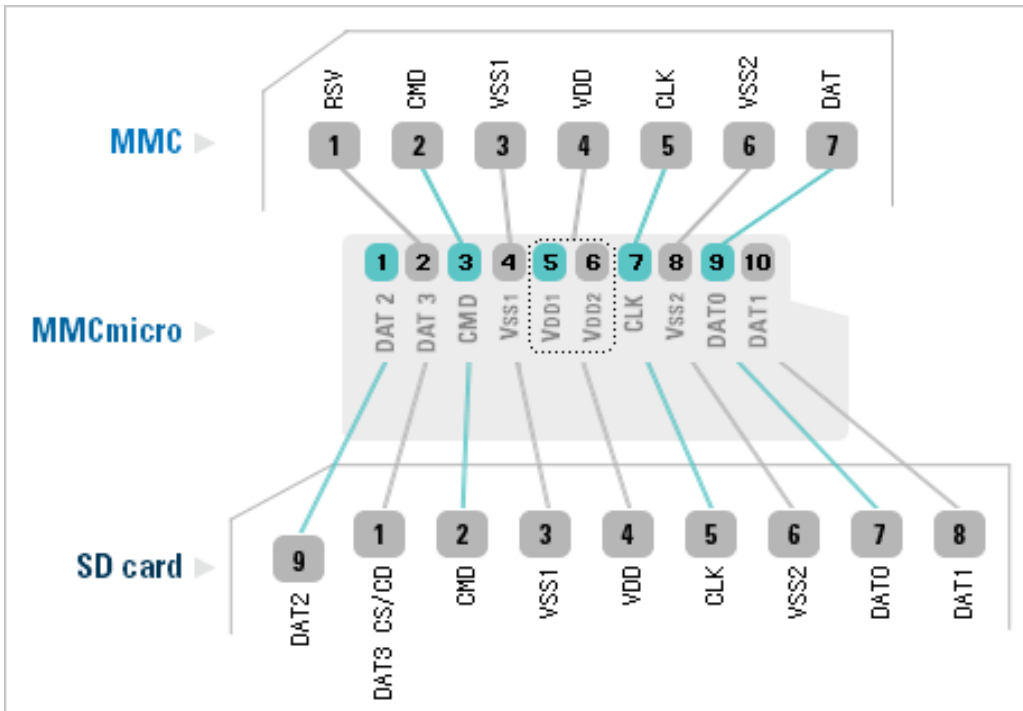 RSV CMD VSS1 VDD CLK VSS2 DAT
MMC 1 2 3 4 5 6 7
1 2 3 4 5 6 7 8 9 10
MMCmicro DAT 2 DAT 3 CMD VSS1 VDD1 VDD2 CLK VSS2 DAT0 DAT1
SD card 9 1 2 3 4 5 6 7 8
DAT2 DAT3 CS/CD CMD VSS1 VDD CLK VSS2 DAT0 DAT1